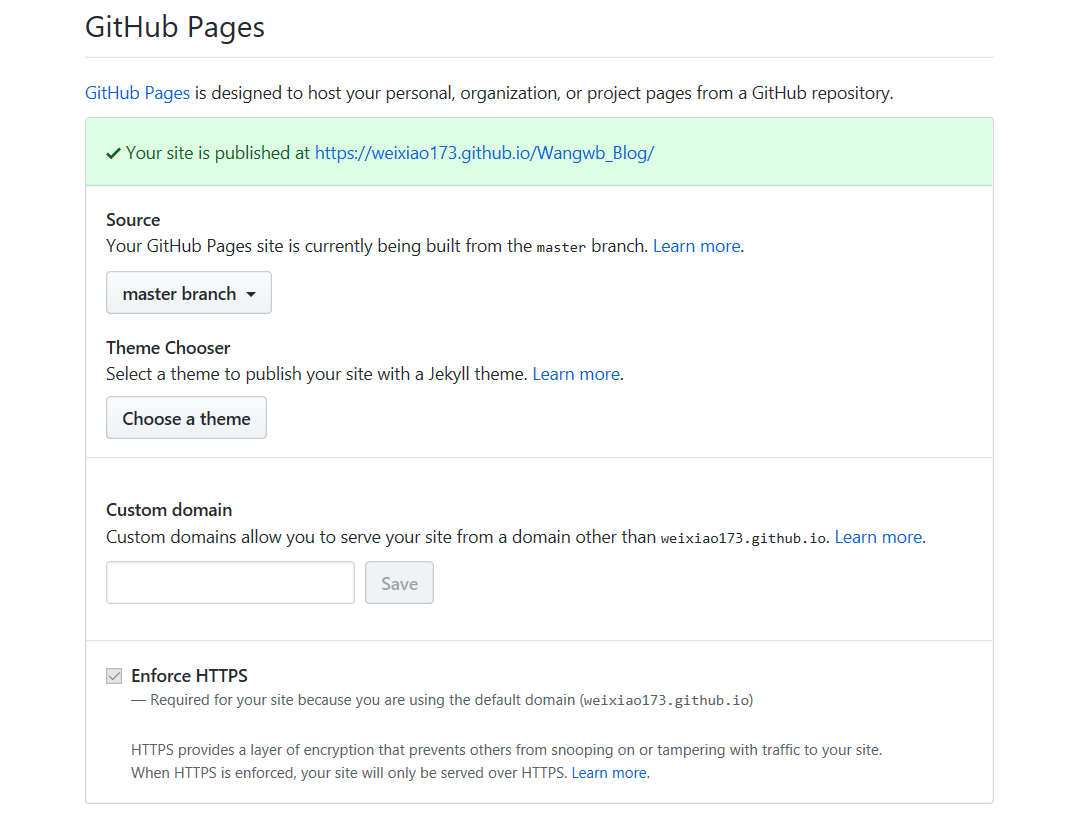 GitHub Pages
GitHub Pages is designed to host your personal, organization, or project pages from a GitHub repository.
Your site is published at https://weixiao173.github.io/Wangwb_Blog/
Source
Your GitHub Pages site is currently being built from the master branch. Learn more.
master branch
Theme Chooser
Select a theme to publish your site with a Jekyll theme. Learn more.
Choose a theme
Custom domain
Custom domains allow you to serve your site from a domain other than weixiao173.github.io. Learn more.
Save
Enforce HTTPS
— Required for your site because you are using the default domain (weixiao173.github.io)
HTTPS provides a layer of encryption that prevents others from snooping on or tampering with traffic to your site.
When HTTPS is enforced, your site will only be served over HTTPS. Learn more.